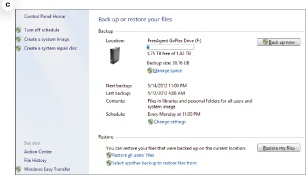 C
Control Panel Home
Turn off schedule
Create a system image
Create a system repair disc
Back up or restore your files
Backup
Location:
FreeAgent GoFlex Drive (F:)
1.75 TB free of 1.82 TB
Backup size: 38.76 GB
Manage space
Back up now
Next backup: 5/14/2012 11:00 PM
Last backup: 5/12/2012 4:00 AM
Contents: Files in libraries and personal folders for all users and
system image
Schedule: Every Monday at 11:00 PM
Change settings
Restore
You can restore your files that were backed up on the current location.
Restore my files
Restore all users' files
Select another backup to restore files from
See also
Action Center
File History
Windows Easy Transfer